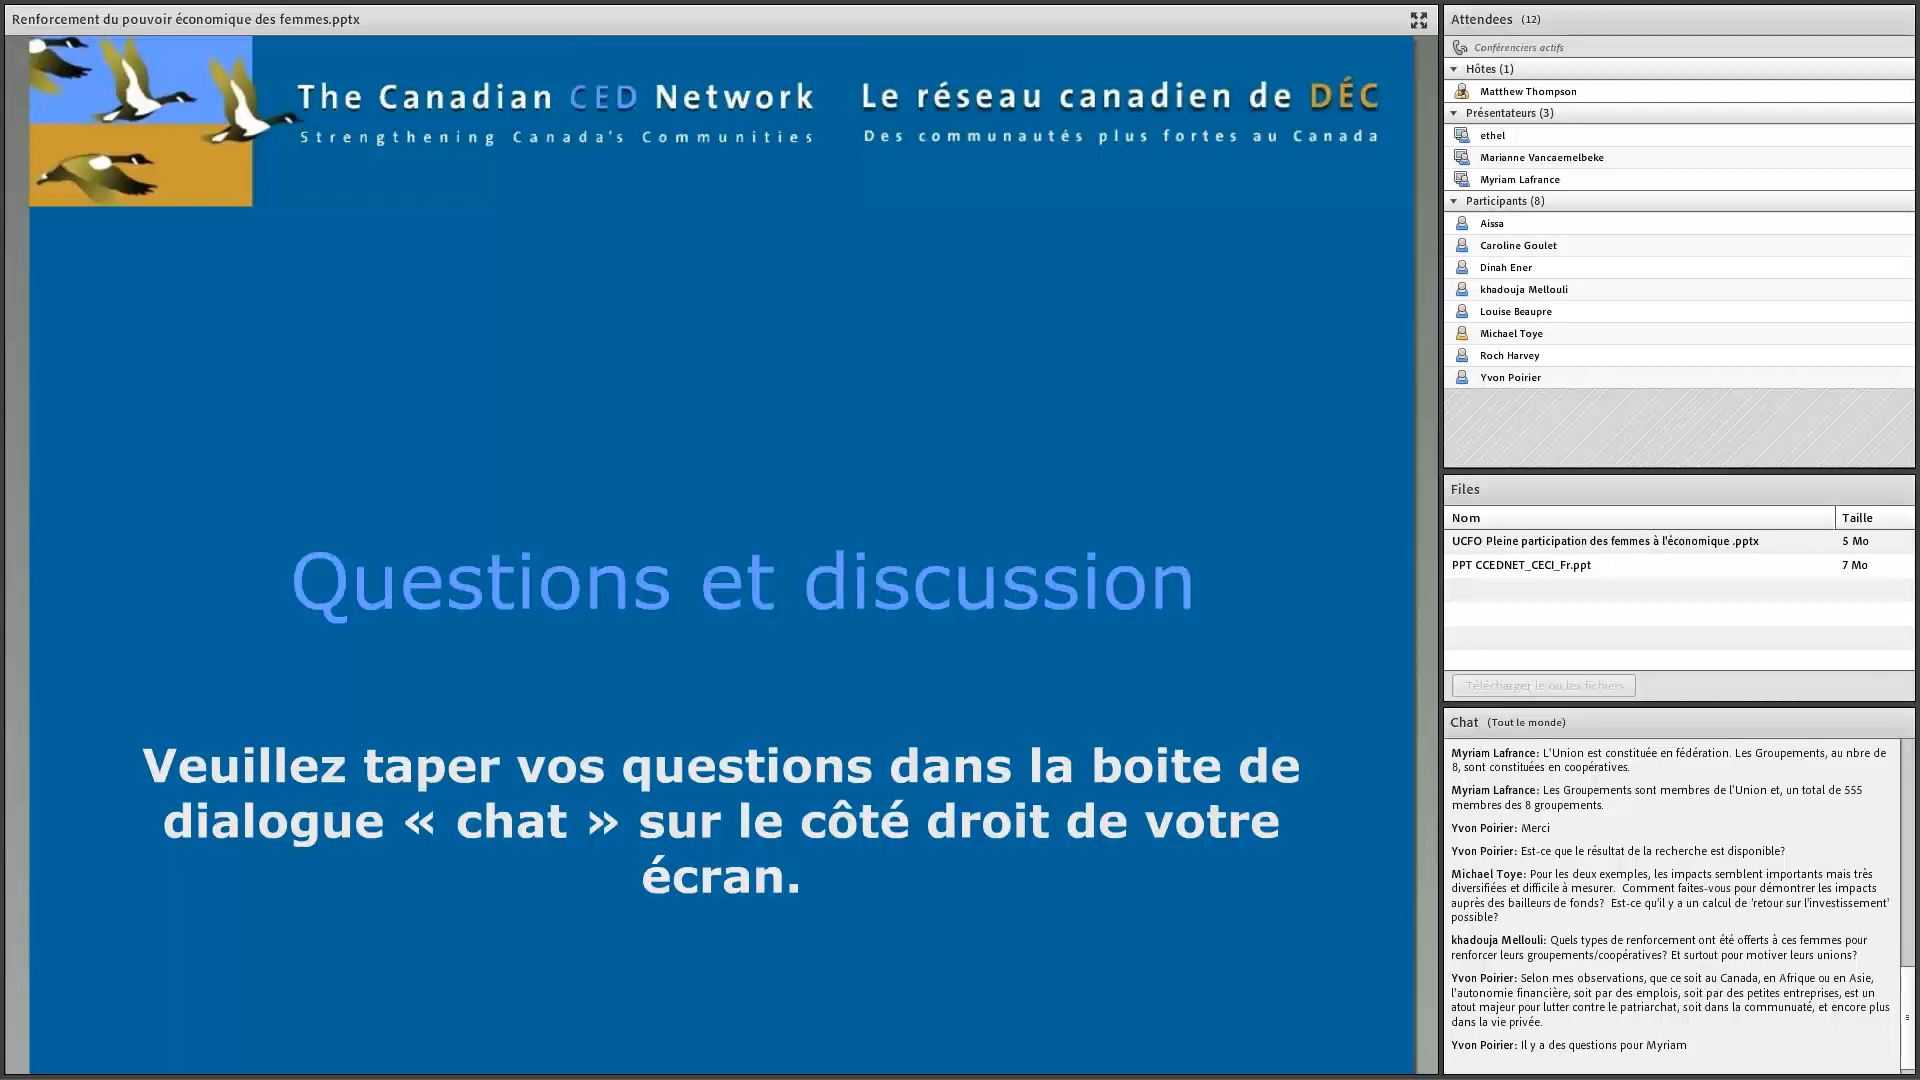 Renforcement du pouvoir économique des femmes.pptx
The Canadian CED Network
Strengthening Canada's Communities
Le réseau canadien de DÉC
Des communautés plus fortes au Canada
Questions et discussion
Veuillez taper vos questions dans la boite de
dialogue « chat » sur le côté droit de votre
écran.
Attendees (12)
Conférenciers actifs
Hôtes (1)
Matthew Thompson
Présentateurs (3)
ethel
Marianne Vancaemelbeke
Myriam Lafrance
Participants (8)
Aissa
Caroline Goulet
Dinah Ener
khadouja Mellouli
Louise Beaupre
Michael Toye
Roch Harvey
Yvon Poirier
Files
Nom Taille
UCFO Pleine participation des femmes à l'économique .pptx 5 Mo
PPT CCEDNET_CECI_Fr.ppt 7 Mo
Télécharger le ou les fichiers
Chat (Tout le monde)
Myriam Lafrance: L'Union est constituée en fédération. Les Groupements, au nbre de
8, sont constituées en coopératives.
Myriam Lafrance: Les Groupements sont membres de l'Union et, un total de 555
membres des 8 groupements.
Yvon Poirier: Merci
Yvon Poirier: Est-ce que le résultat de la recherche est disponible?
Michael Toye: Pour les deux exemples, les impacts semblent importants mais très
diversifiées et difficile à mesurer. Comment faites-vous pour démontrer les impacts
auprès des bailleurs de fonds? Est-ce qu'il y a un calcul de 'retour sur l'investissement'
possible?
khadouja Mellouli: Quels types de renforcement ont été offerts à ces femmes pour
renforcer leurs groupements/coopératives? Et surtout pour motiver leurs unions?
Yvon Poirier: Selon mes observations, que ce soit au Canada, en Afrique ou en Asie,
l'autonomie financière, soit par des emplois, soit par des petites entreprises, est un
atout majeur pour lutter contre le patriarchat, soit dans la communuaté, et encore plus
dans la vie privée.
Yvon Poirier: Il y a des questions pour Myriam